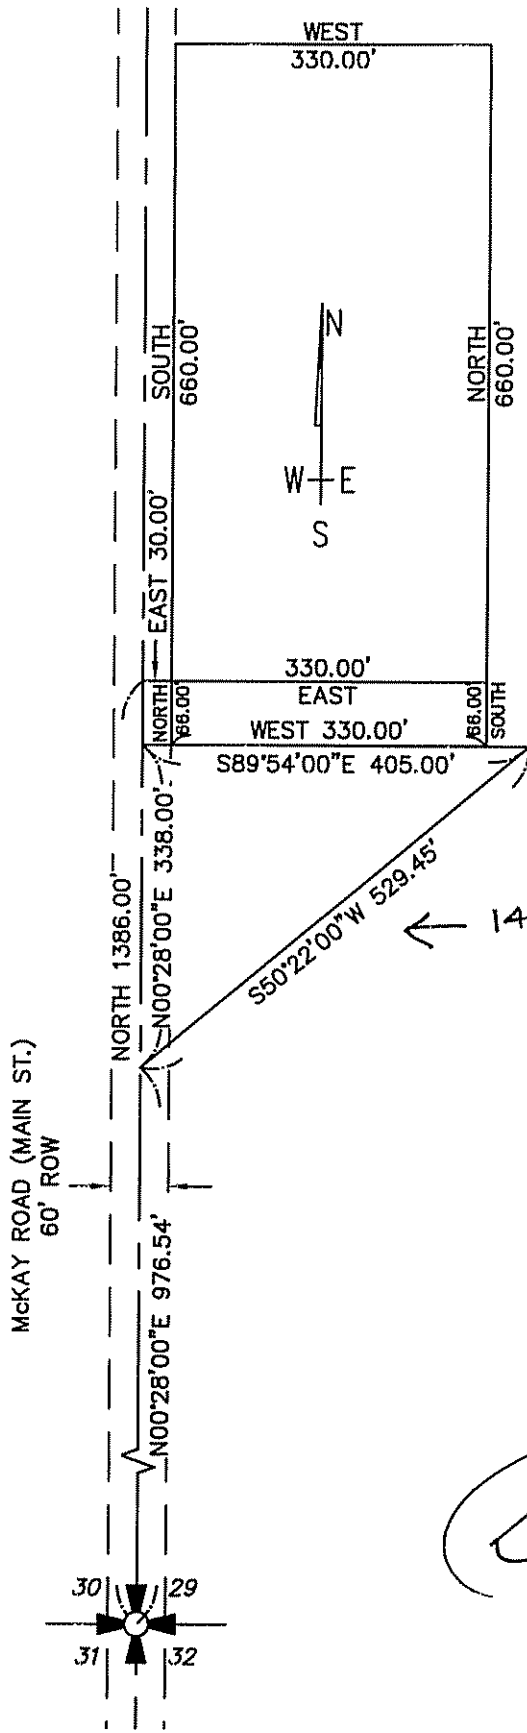 WEST
330.00'
SOUTH
660.00'
NORTH
660.00'
N
W E
S
EAST 30.00'
330.00'
EAST
NORTH
66.00'
66.00'
SOUTH
WEST 330.00'
S89°54'00"E 405.00'
NORTH 1386.00'
N00°28'00"E 338.00'
S50°22'00"W 529.45'
← 14
McKAY ROAD (MAIN ST.)
60' ROW
N00°28'00"E 976.54'
30 29
31 32